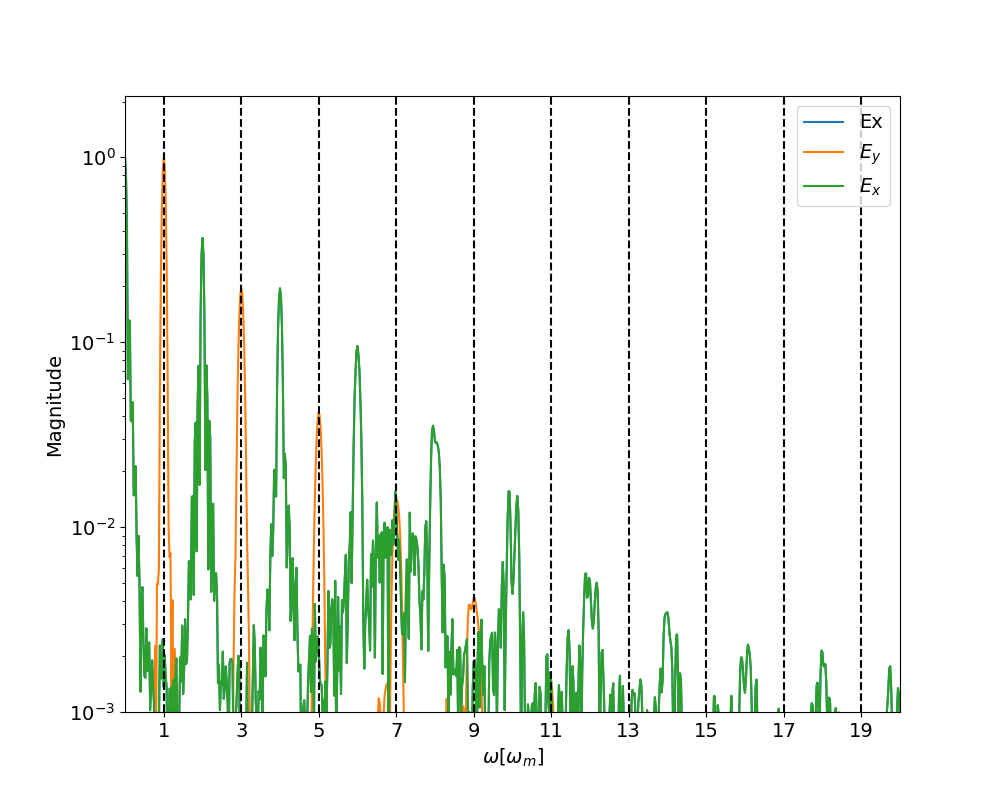 Ex
E_y
E_x
10^0
10^{-1}
10^{-2}
10^{-3}
Magnitude
1 3 5 7 9 11 13 15 17 19
ω[ω_m]